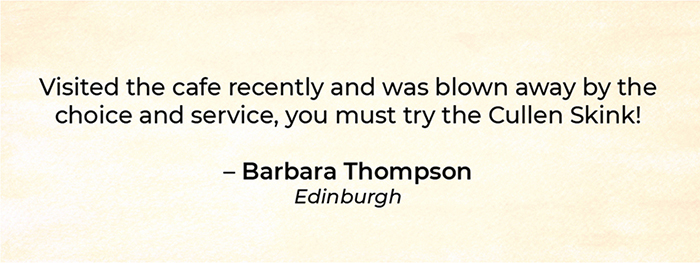 Visited the cafe recently and was blown away by the
choice and service, you must try the Cullen Skink!
– Barbara Thompson
Edinburgh